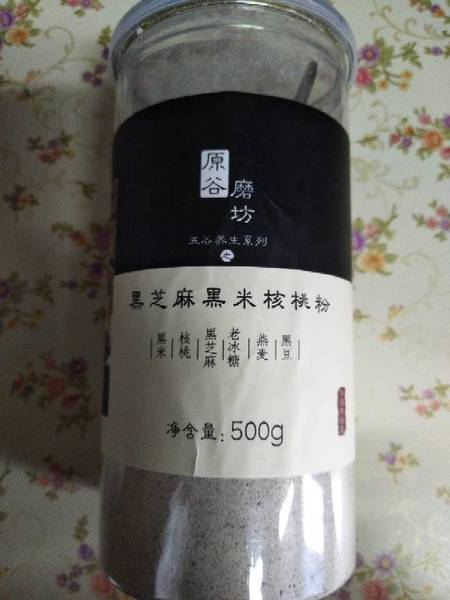 原谷
磨坊
五谷养生系列之
黑芝麻黑米核桃粉
黑米
核桃
黑芝麻
老冰糖
燕麦
黑豆
净含量：500g